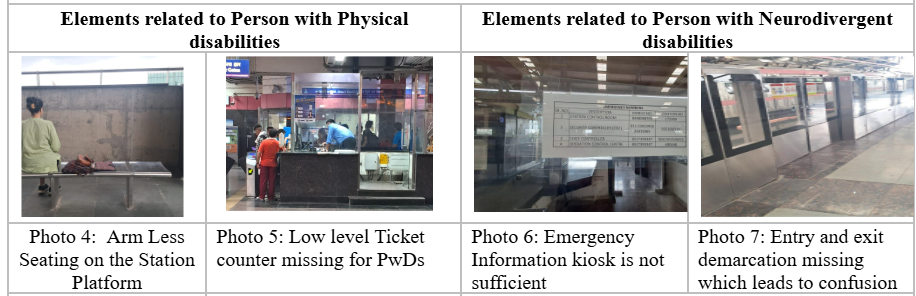 Elements related to Person with Physical
disabilities
Elements related to Person with Neurodivergent
disabilities
Photo 4: Arm Less
Seating on the Station
Platform
Photo 5: Low level Ticket
counter missing for PwDs
Photo 6: Emergency
Information kiosk is not
sufficient
Photo 7: Entry and exit
demarcation missing
which leads to confusion